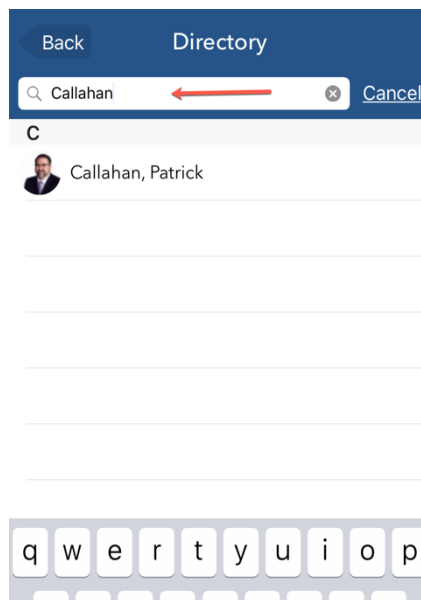 Back Directory
Callahan Cancel
C
Callahan, Patrick
q w e r t y u i o p